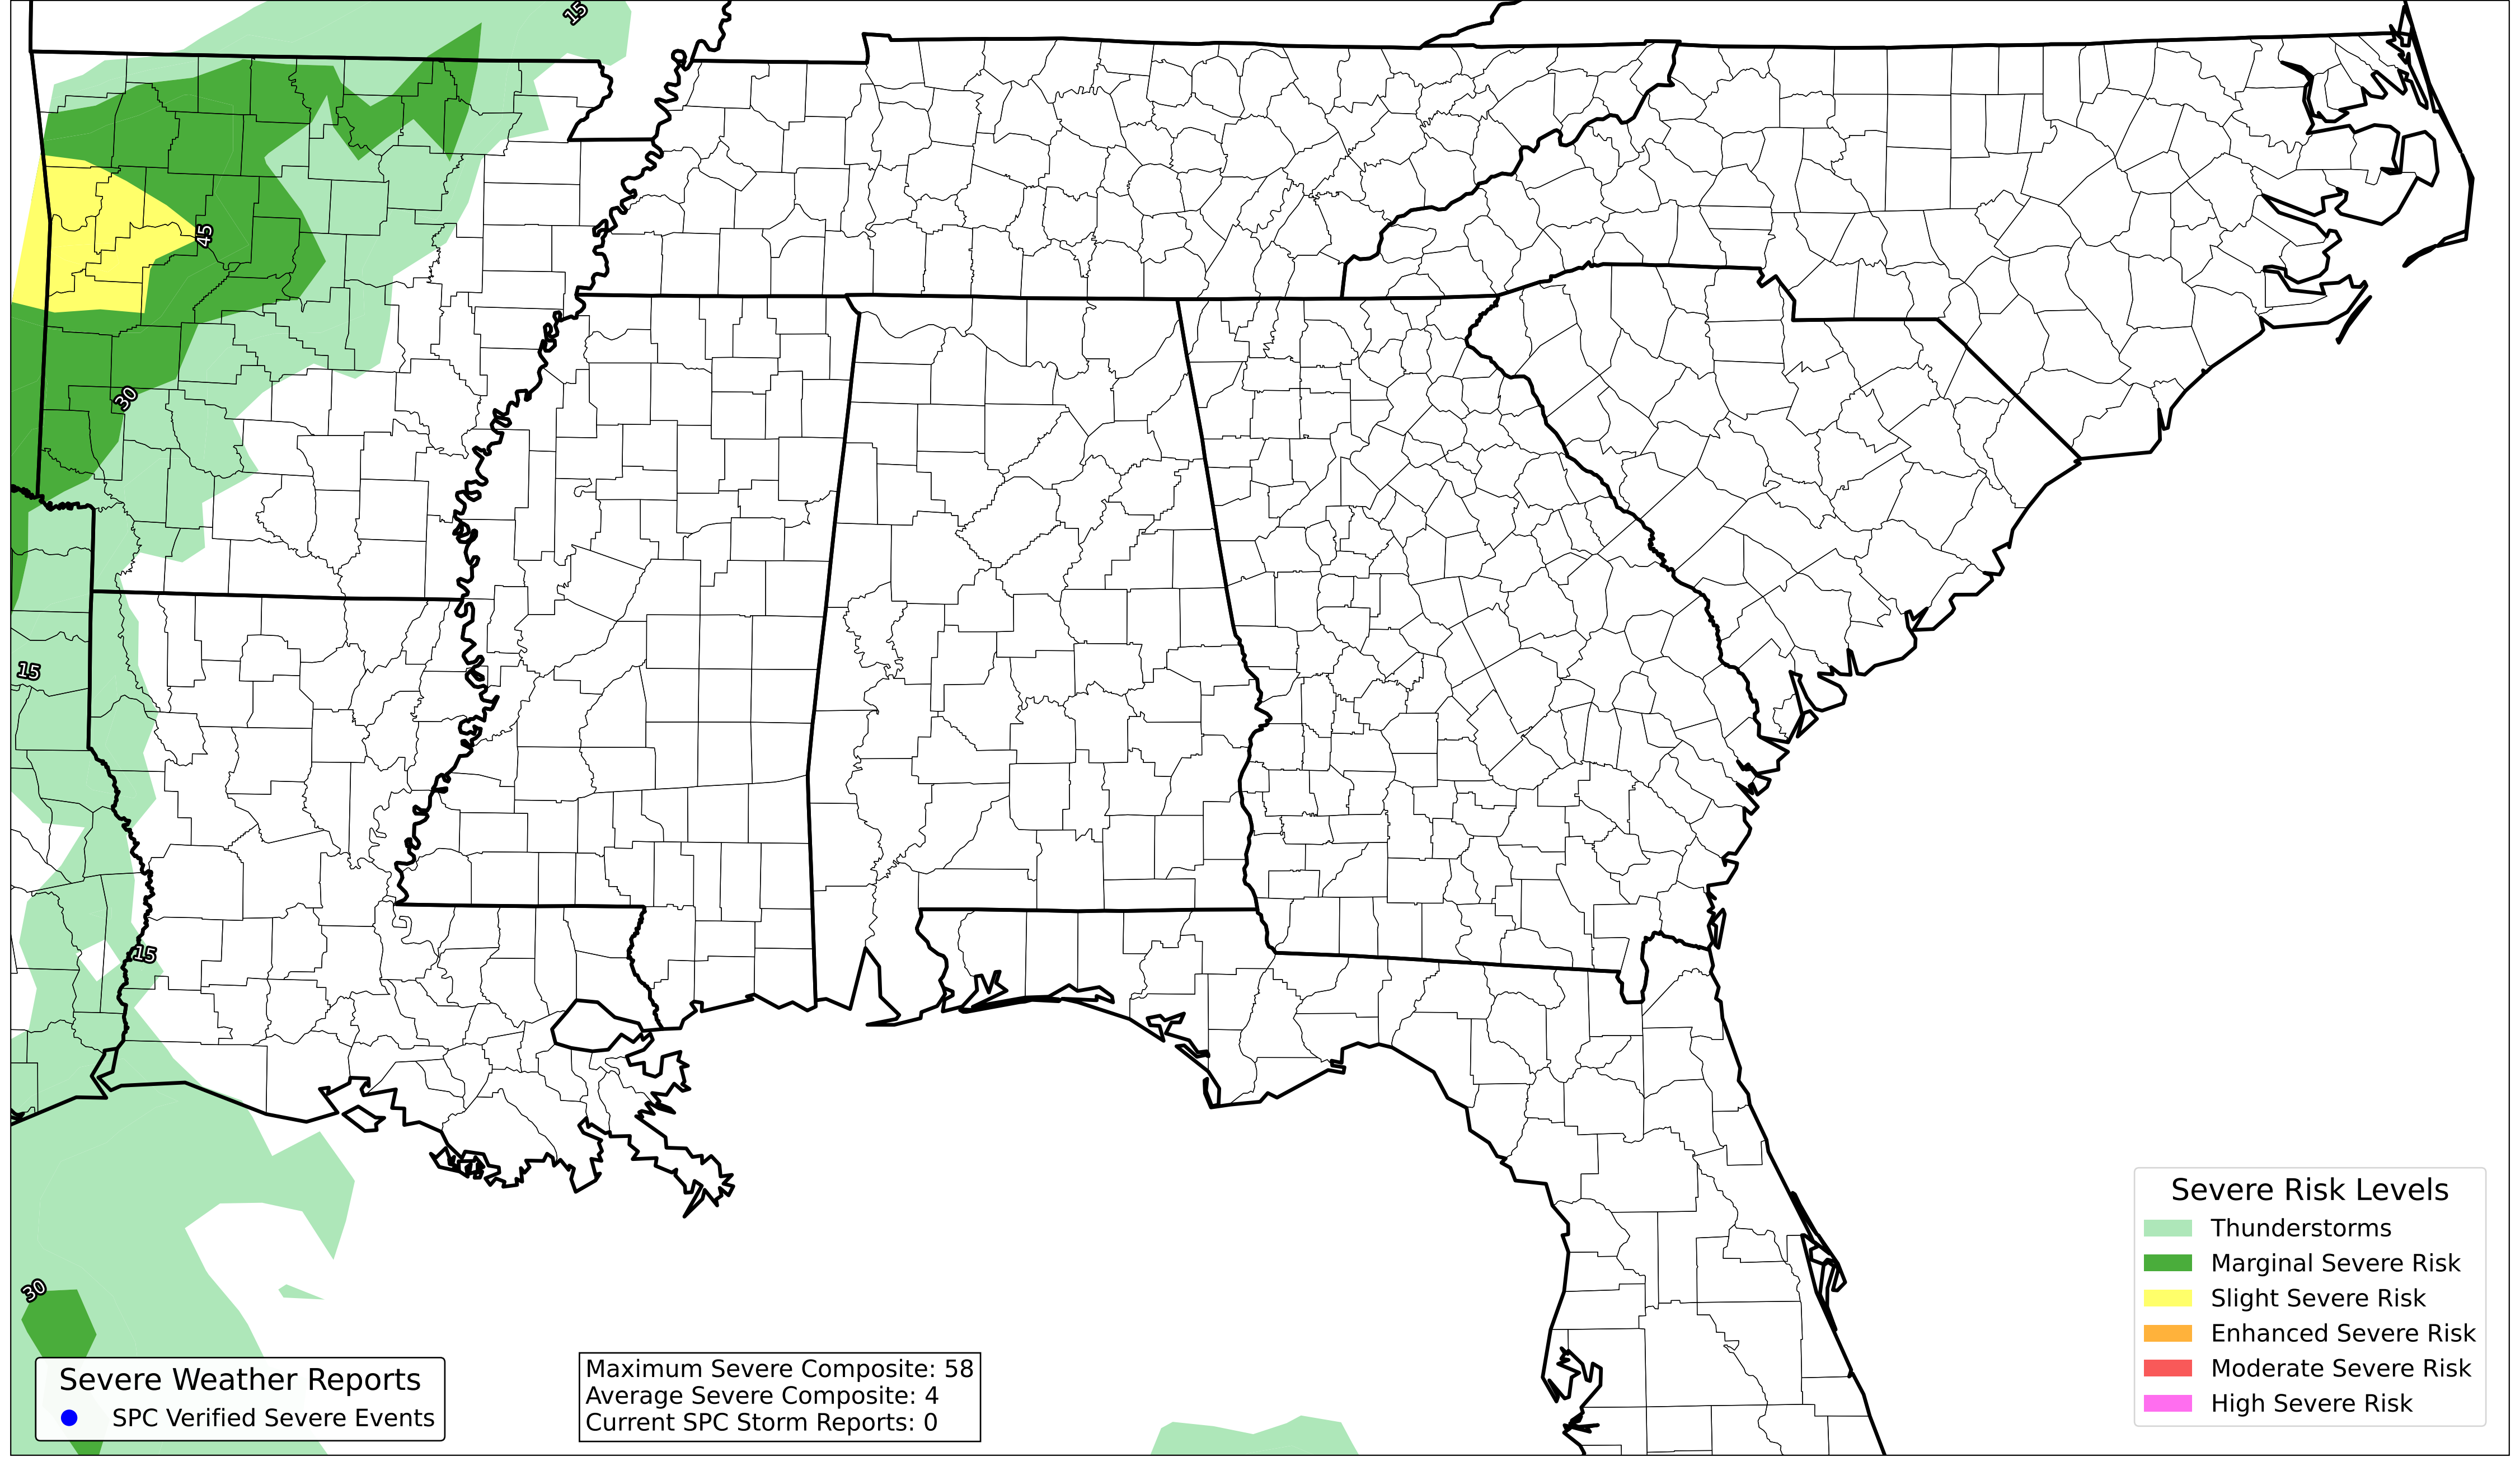 15
45
30
15
15
30
Severe Weather Reports
SPC Verified Severe Events
Maximum Severe Composite: 58
Average Severe Composite: 4
Current SPC Storm Reports: 0
Severe Risk Levels
Thunderstorms
Marginal Severe Risk
Slight Severe Risk
Enhanced Severe Risk
Moderate Severe Risk
High Severe Risk